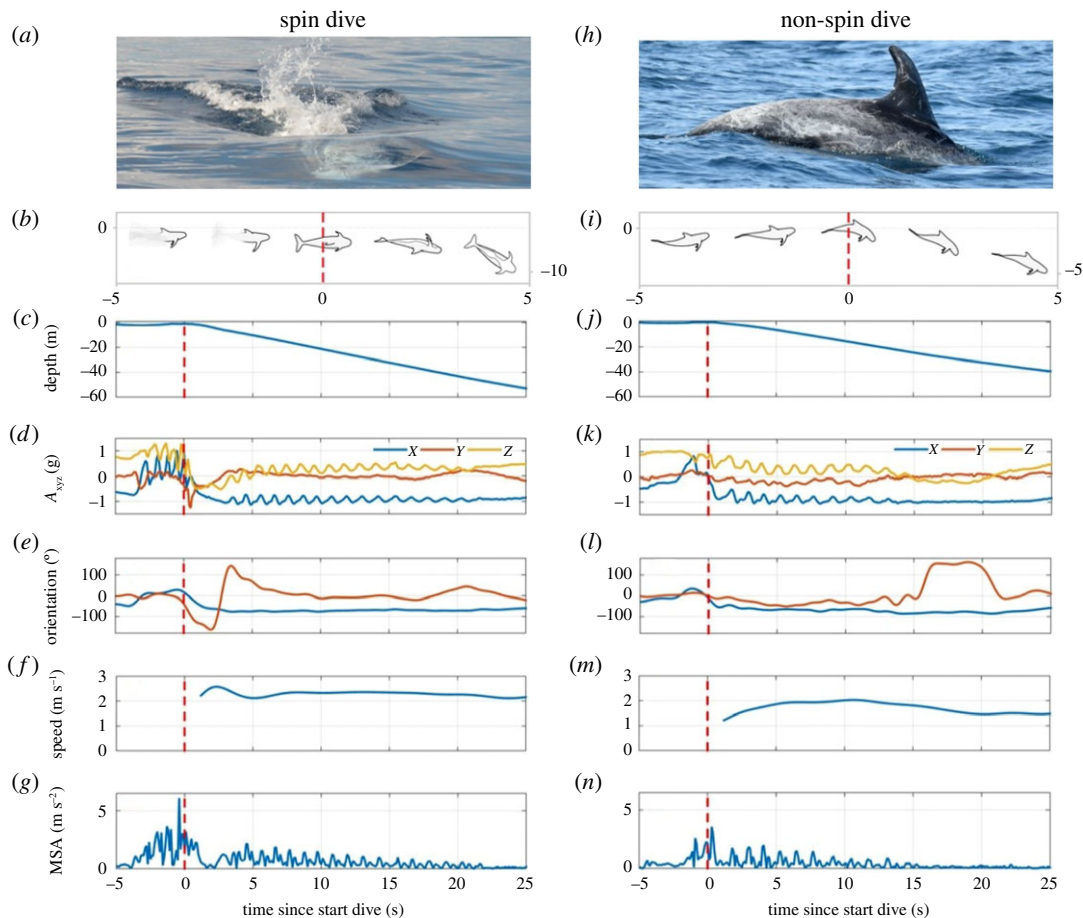 spin dive
non-spin dive
(a)
(h)
(b)
0
–10
–5 0 5
(i)
0
–5
–5 0 5
(c)
depth (m)
0
–20
–40
–60
(j)
0
–20
–40
–60
(d)
A xyz (g)
1
0
–1
X Y Z
(k)
1
0
–1
X Y Z
(e)
orientation (°)
100
0
–100
(l)
100
0
–100
(f)
speed (m s–1)
3
2
1
0
(m)
3
2
1
0
(g)
MSA (m s–2)
5
0
–5 0 5 10 15 20 25
time since start dive (s)
(n)
5
0
–5 0 5 10 15 20 25
time since start dive (s)